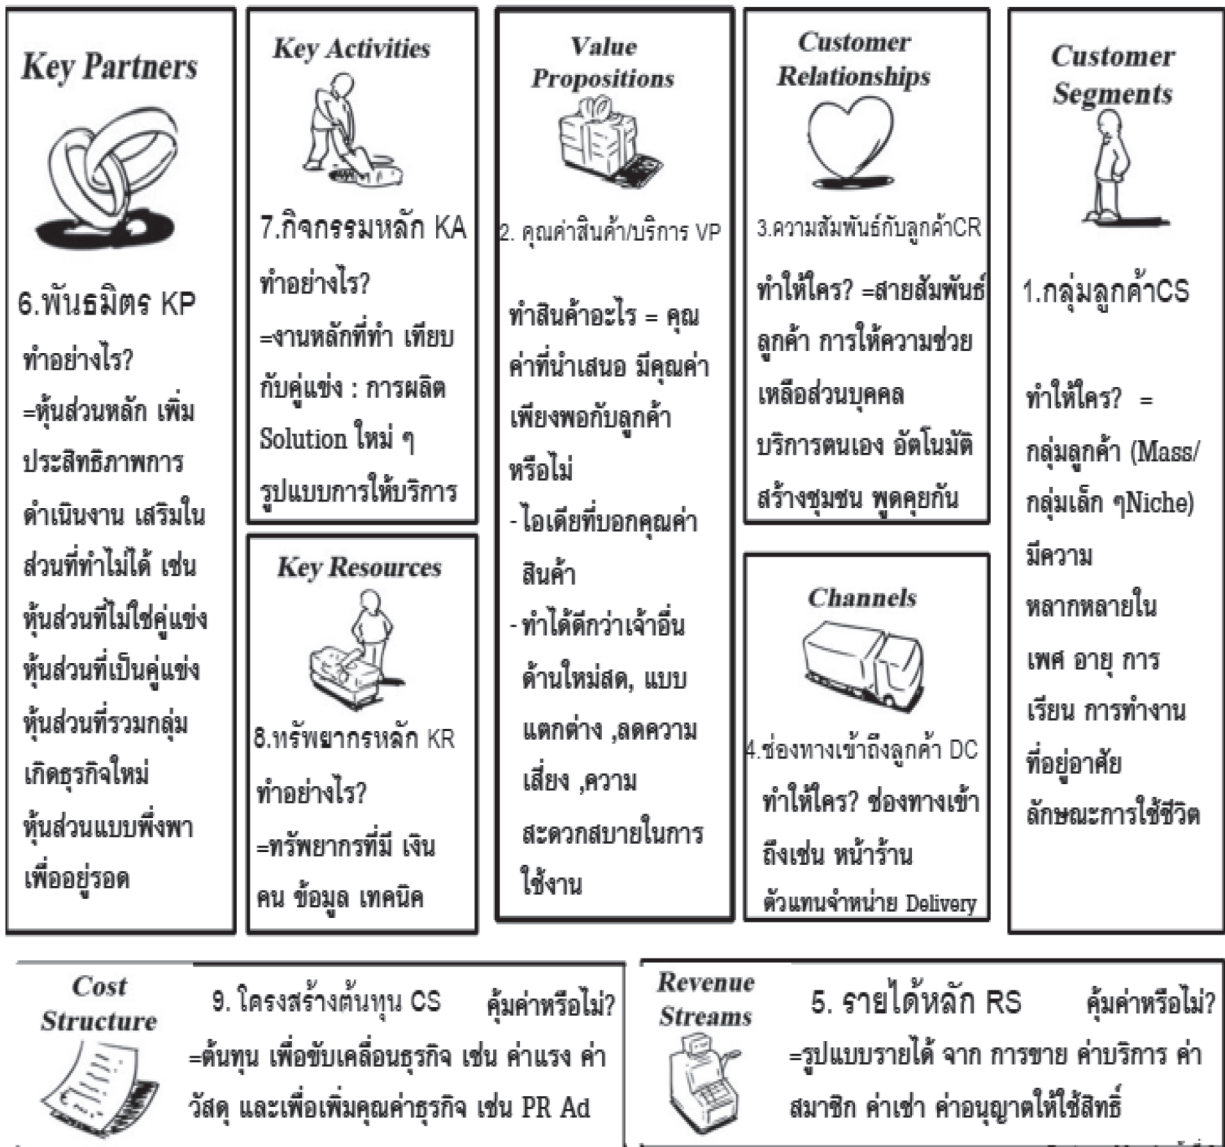 Key Partners
6.พันธมิตร KP
ทำอย่างไร?
=หุ้นส่วนหลัก เพิ่ม
ประสิทธิภาพการ
ดำเนินงาน เสริมใน
ส่วนที่ทำไม่ได้ เช่น
หุ้นส่วนที่ไม่ใช่คู่แข่ง
หุ้นส่วนที่เป็นคู่แข่ง
หุ้นส่วนที่รวมกลุ่ม
เกิดธุรกิจใหม่
หุ้นส่วนแบบพึ่งพา
เพื่ออยู่รอด
Key Activities
7.กิจกรรมหลัก KA
ทำอย่างไร?
=งานหลักที่ทำ เทียบ
กับคู่แข่ง : การผลิต
Solution ใหม่ ๆ
รูปแบบการให้บริการ
Key Resources
8.ทรัพยากรหลัก KR
ทำอย่างไร?
=ทรัพยากรที่มี เงิน
คน ข้อมูล เทคนิค
Value
Propositions
2. คุณค่าสินค้า/บริการ VP
ทำสินค้าอะไร = คุณ
ค่าที่นำเสนอ มีคุณค่า
เพียงพอกับลูกค้า
หรือไม่
- ไอเดียที่บอกคุณค่า
สินค้า
- ทำได้ดีกว่าเจ้าอื่น
ด้านใหม่สด, แบบ
แตกต่าง ,ลดความ
เสี่ยง ,ความ
สะดวกสบายในการ
ใช้งาน
Customer
Relationships
3.ความสัมพันธ์กับลูกค้าCR
ทำให้ใคร? =สายสัมพันธ์
ลูกค้า การให้ความช่วย
เหลือส่วนบุคคล
บริการตนเอง อัตโนมัติ
สร้างชุมชน พูดคุยกัน
Channels
4.ช่องทางเข้าถึงลูกค้า DC
ทำให้ใคร? ช่องทางเข้า
ถึงเช่น หน้าร้าน
ตัวแทนจำหน่าย Delivery
Customer
Segments
1.กลุ่มลูกค้าCS
ทำให้ใคร? =
กลุ่มลูกค้า (Mass/
กลุ่มเล็ก ๆNiche)
มีความ
หลากหลายใน
เพศ อายุ การ
เรียน การทำงาน
ที่อยู่อาศัย
ลักษณะการใช้ชีวิต
Cost
Structure
9. โครงสร้างต้นทุน CS คุ้มค่าหรือไม่?
=ต้นทุน เพื่อขับเคลื่อนธุรกิจ เช่น ค่าแรง ค่า
วัสดุ และเพื่อเพิ่มคุณค่าธุรกิจ เช่น PR Ad
Revenue
Streams
5. รายได้หลัก RS คุ้มค่าหรือไม่?
=รูปแบบรายได้ จาก การขาย ค่าบริการ ค่า
สมาชิก ค่าเช่า ค่าอนุญาตให้ใช้สิทธิ์